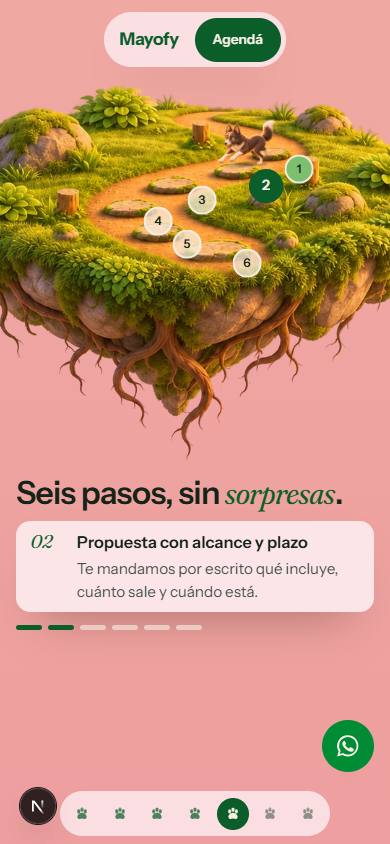 Mayofy
Agendá
1
2
3
4
5
6
Seis pasos, sin sorpresas.
02
Propuesta con alcance y plazo
Te mandamos por escrito qué incluye,
cuánto sale y cuándo está.
N